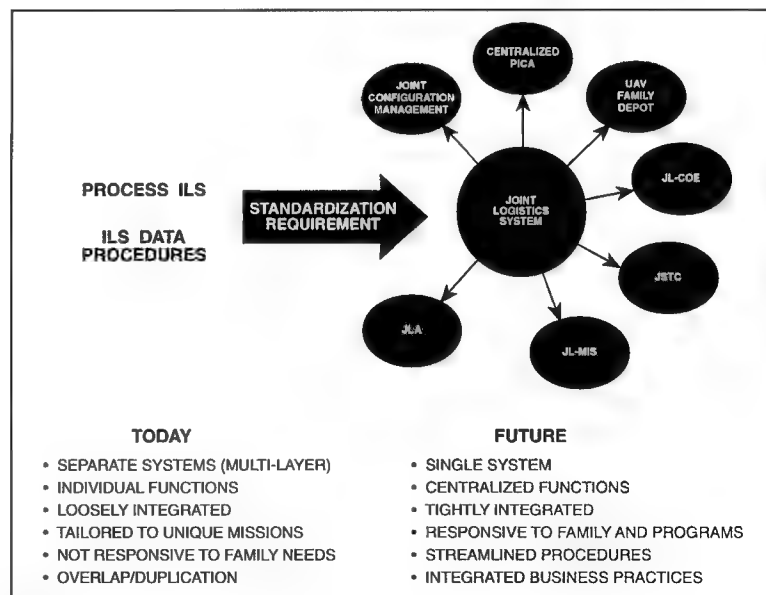 CENTRALIZED
PICA
JOINT
CONFIGURATION
MANAGEMENT
UAV
FAMILY
DEPOT
JL-COE
PROCESS ILS
ILS DATA
PROCEDURES
STANDARDIZATION
REQUIREMENT
JOINT
LOGISTICS
SYSTEM
JSTC
JLA
JL-MIS
TODAY
• SEPARATE SYSTEMS (MULTI-LAYER)
• INDIVIDUAL FUNCTIONS
• LOOSELY INTEGRATED
• TAILORED TO UNIQUE MISSIONS
• NOT RESPONSIVE TO FAMILY NEEDS
• OVERLAP/DUPLICATION
FUTURE
• SINGLE SYSTEM
• CENTRALIZED FUNCTIONS
• TIGHTLY INTEGRATED
• RESPONSIVE TO FAMILY AND PROGRAMS
• STREAMLINED PROCEDURES
• INTEGRATED BUSINESS PRACTICES